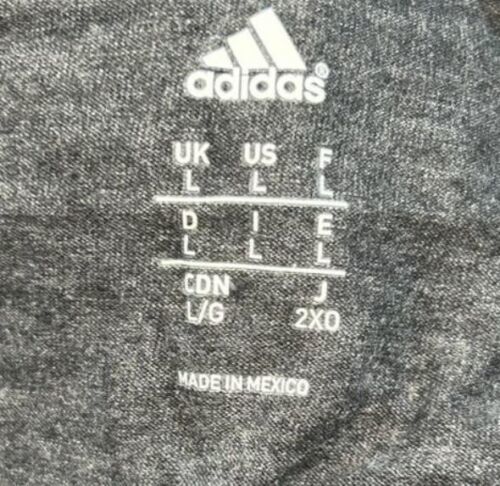 adidas®
UK US F
L L L
D I E
L L L
CDN J
L/G 2XO
MADE IN MEXICO